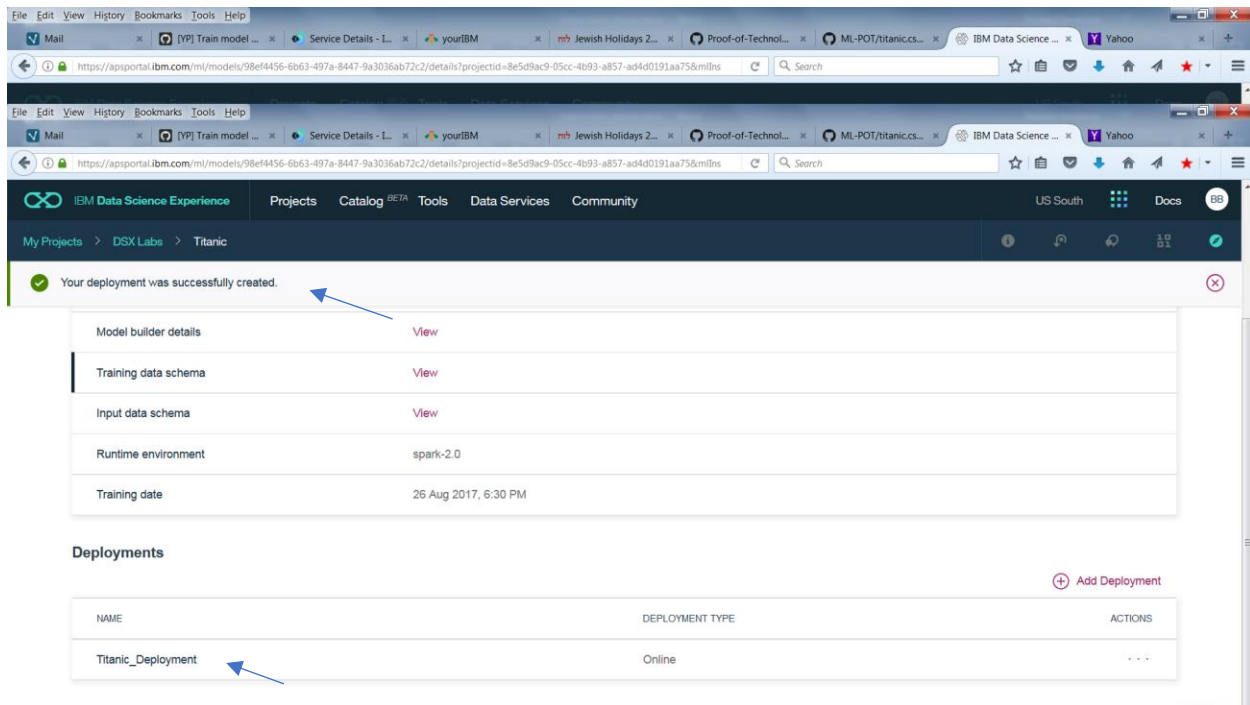 File Edit View History Bookmarks Tools Help
Mail [YP] Train model ... Service Details - I... yourIBM Jewish Holidays 2... Proof-of-Technol... ML-POT/titanic.cs... IBM Data Science ... Yahoo
https://apsportal.ibm.com/ml/models/98ef4456-6b63-497a-8447-9a3036ab72c2/details?projectid=8e5d9ac9-05cc-4b93-a857-ad4d0191aa75&mlIns Search
File Edit View History Bookmarks Tools Help
Mail [YP] Train model ... Service Details - I... yourIBM Jewish Holidays 2... Proof-of-Technol... ML-POT/titanic.cs... IBM Data Science ... Yahoo
https://apsportal.ibm.com/ml/models/98ef4456-6b63-497a-8447-9a3036ab72c2/details?projectid=8e5d9ac9-05cc-4b93-a857-ad4d0191aa75&mlIns Search
IBM Data Science Experience Projects Catalog BETA Tools Data Services Community US South Docs BB
My Projects > DSX Labs > Titanic
Your deployment was successfully created.
Model builder details View
Training data schema View
Input data schema View
Runtime environment spark-2.0
Training date 26 Aug 2017, 6:30 PM
Deployments
Add Deployment
NAME DEPLOYMENT TYPE ACTIONS
Titanic_Deployment Online ...